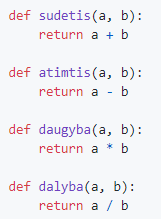 def sudetis(a, b):
    return a + b
def atimtis(a, b):
    return a - b
def daugyba(a, b):
    return a * b
def dalyba(a, b):
    return a / b